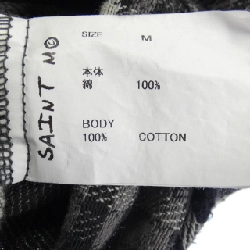 SAINT M©
SIZE M
本体
綿 100%
BODY
100% COTTON